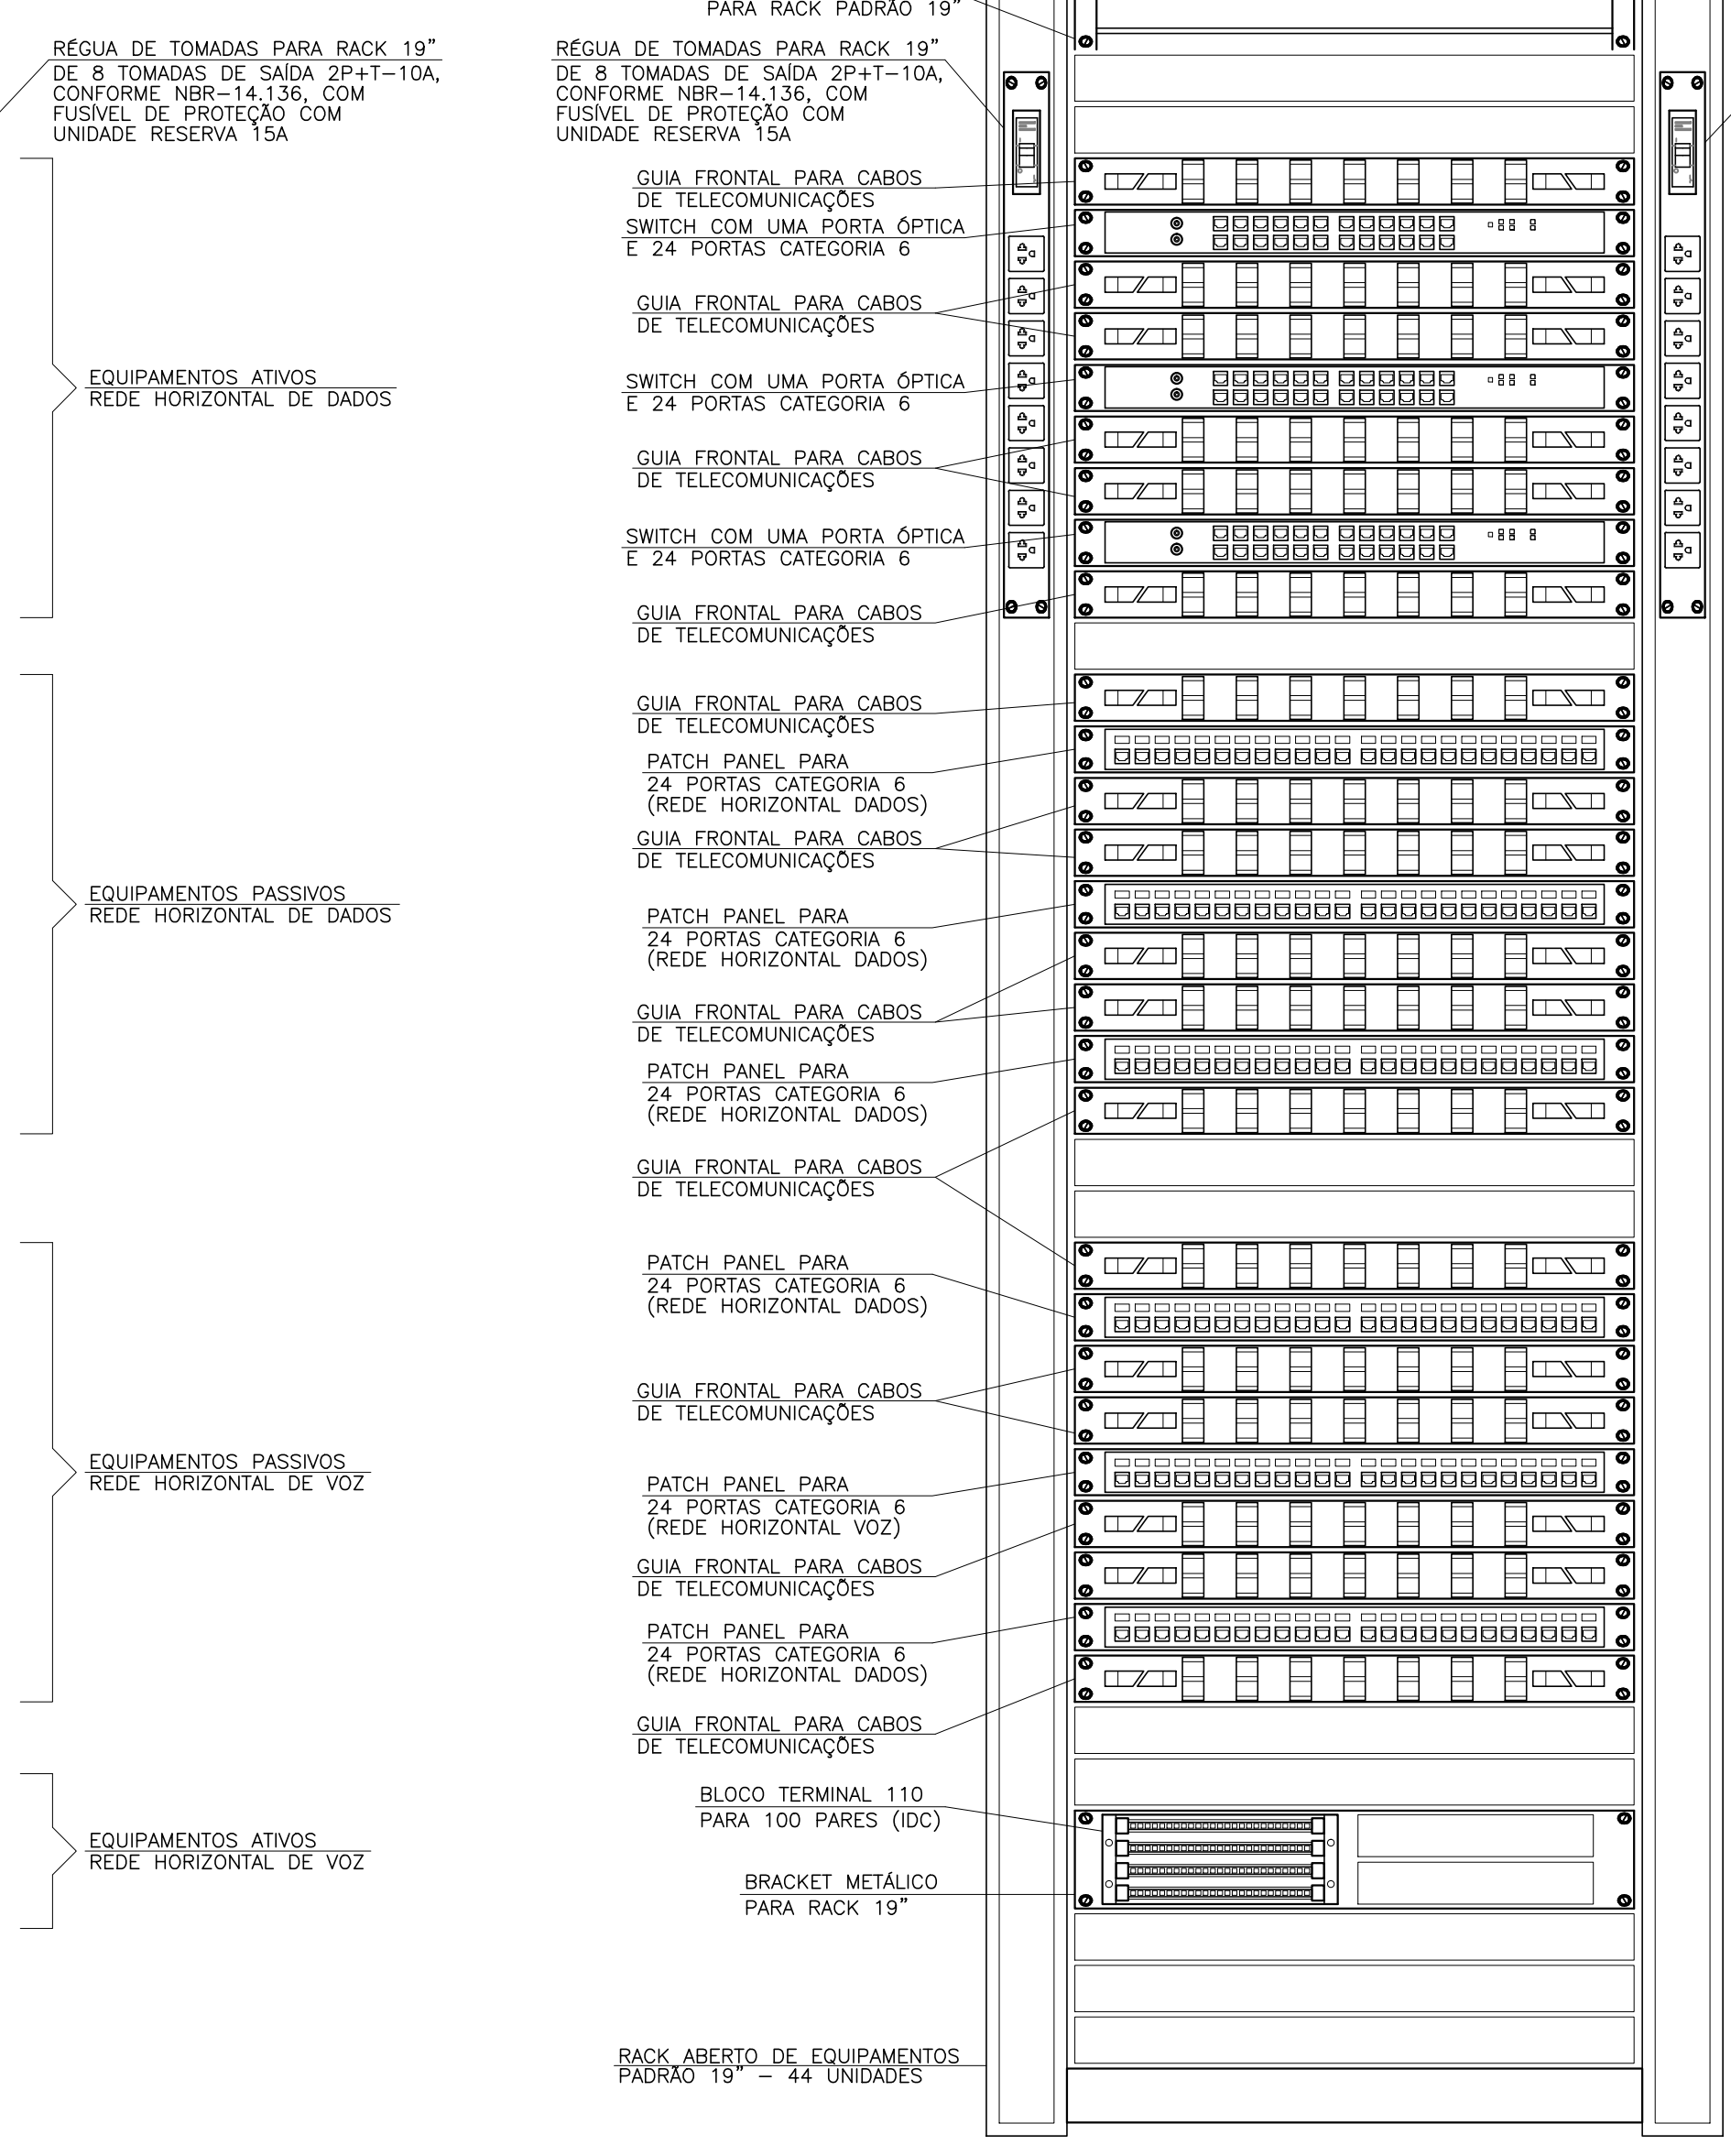 PARA RACK PADRÃO 19"
RÉGUA DE TOMADAS PARA RACK 19"
DE 8 TOMADAS DE SAÍDA 2P+T-10A,
CONFORME NBR-14.136, COM
FUSÍVEL DE PROTEÇÃO COM
UNIDADE RESERVA 15A
RÉGUA DE TOMADAS PARA RACK 19"
DE 8 TOMADAS DE SAÍDA 2P+T-10A,
CONFORME NBR-14.136, COM
FUSÍVEL DE PROTEÇÃO COM
UNIDADE RESERVA 15A
GUIA FRONTAL PARA CABOS
DE TELECOMUNICAÇÕES
SWITCH COM UMA PORTA ÓPTICA
E 24 PORTAS CATEGORIA 6
GUIA FRONTAL PARA CABOS
DE TELECOMUNICAÇÕES
EQUIPAMENTOS ATIVOS
REDE HORIZONTAL DE DADOS
SWITCH COM UMA PORTA ÓPTICA
E 24 PORTAS CATEGORIA 6
GUIA FRONTAL PARA CABOS
DE TELECOMUNICAÇÕES
SWITCH COM UMA PORTA ÓPTICA
E 24 PORTAS CATEGORIA 6
GUIA FRONTAL PARA CABOS
DE TELECOMUNICAÇÕES
GUIA FRONTAL PARA CABOS
DE TELECOMUNICAÇÕES
PATCH PANEL PARA
24 PORTAS CATEGORIA 6
(REDE HORIZONTAL DADOS)
GUIA FRONTAL PARA CABOS
DE TELECOMUNICAÇÕES
EQUIPAMENTOS PASSIVOS
REDE HORIZONTAL DE DADOS
PATCH PANEL PARA
24 PORTAS CATEGORIA 6
(REDE HORIZONTAL DADOS)
GUIA FRONTAL PARA CABOS
DE TELECOMUNICAÇÕES
PATCH PANEL PARA
24 PORTAS CATEGORIA 6
(REDE HORIZONTAL DADOS)
GUIA FRONTAL PARA CABOS
DE TELECOMUNICAÇÕES
PATCH PANEL PARA
24 PORTAS CATEGORIA 6
(REDE HORIZONTAL DADOS)
GUIA FRONTAL PARA CABOS
DE TELECOMUNICAÇÕES
EQUIPAMENTOS PASSIVOS
REDE HORIZONTAL DE VOZ
PATCH PANEL PARA
24 PORTAS CATEGORIA 6
(REDE HORIZONTAL VOZ)
GUIA FRONTAL PARA CABOS
DE TELECOMUNICAÇÕES
PATCH PANEL PARA
24 PORTAS CATEGORIA 6
(REDE HORIZONTAL DADOS)
GUIA FRONTAL PARA CABOS
DE TELECOMUNICAÇÕES
BLOCO TERMINAL 110
PARA 100 PARES (IDC)
EQUIPAMENTOS ATIVOS
REDE HORIZONTAL DE VOZ
BRACKET METÁLICO
PARA RACK 19"
RACK ABERTO DE EQUIPAMENTOS
PADRÃO 19" - 44 UNIDADES